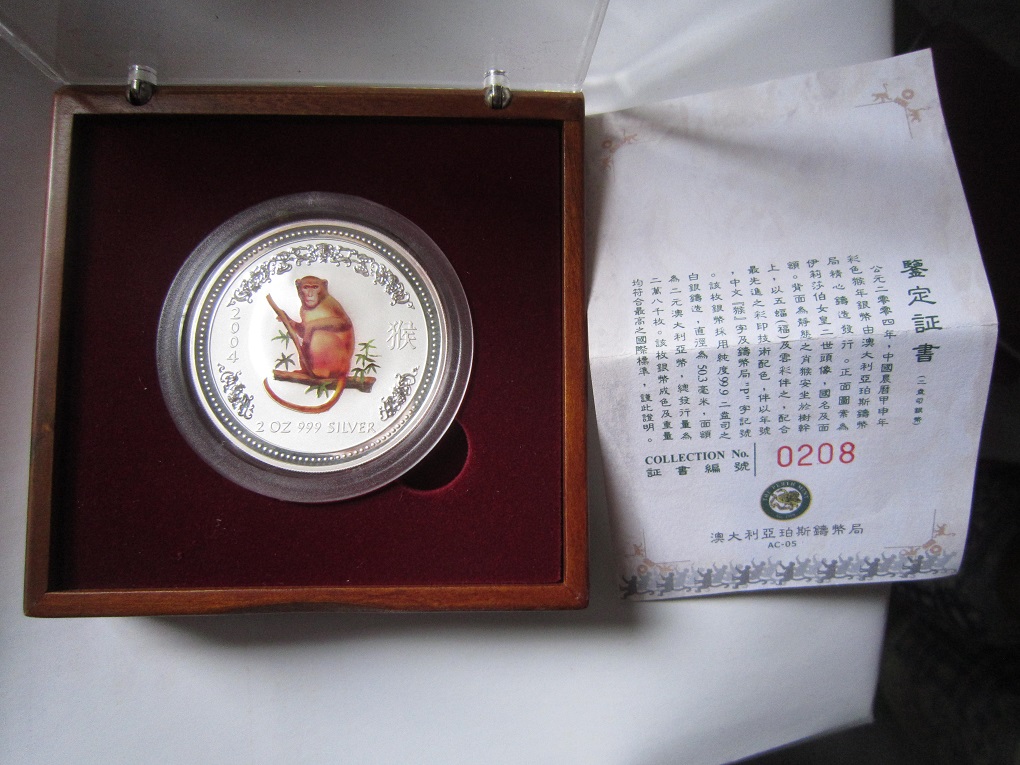 2004
猴
2 OZ 999 SILVER
鑒定証書
(二盎司銀幣)
公元二零零四年，中國農曆甲申年
彩色猴年銀幣由澳大利亞珀斯鑄幣
局精心鑄造發行。正面圖案為
伊莉莎伯女皇二世頭像，國名及面
額。背面為靜態之肖猴安坐於樹幹
上，以五蝠(福)及雲彩伴之，配合
最先進之彩印技術配色，伴以年號
，中文『猴』字及鑄幣局"P"字記號
。該枚銀幣採用純度99.9二盎司之
白銀鑄造，直徑為50.3毫米，面額
為二元澳大利亞幣，總發行量為
二萬八千枚。該枚銀幣成色及重量
均符合最高之國際標準，謹此證明。
COLLECTION No.
証書編號
0208
澳大利亞珀斯鑄幣局
AC-05